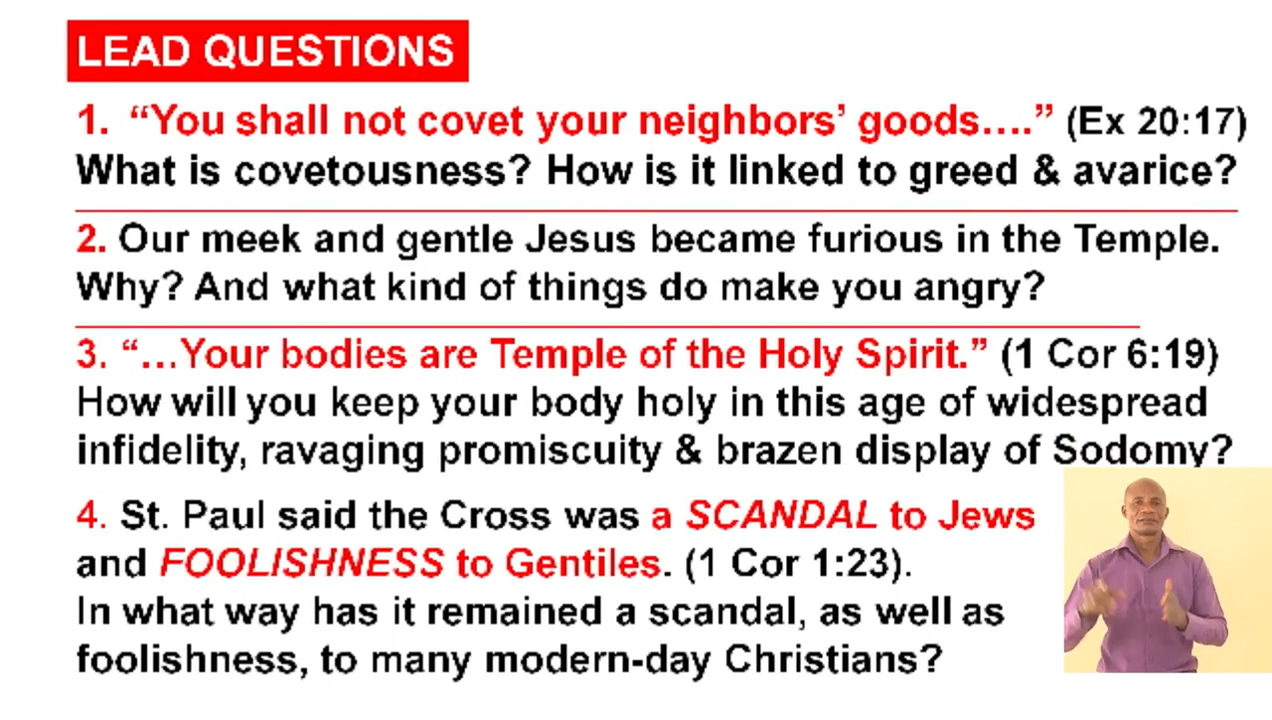 LEAD QUESTIONS
1. “You shall not covet your neighbors’ goods....” (Ex 20:17)
What is covetousness? How is it linked to greed & avarice?
2. Our meek and gentle Jesus became furious in the Temple.
Why? And what kind of things do make you angry?
3. “...Your bodies are Temple of the Holy Spirit.” (1 Cor 6:19)
How will you keep your body holy in this age of widespread
infidelity, ravaging promiscuity & brazen display of Sodomy?
4. St. Paul said the Cross was a SCANDAL to Jews
and FOOLISHNESS to Gentiles. (1 Cor 1:23).
In what way has it remained a scandal, as well as
foolishness, to many modern-day Christians?